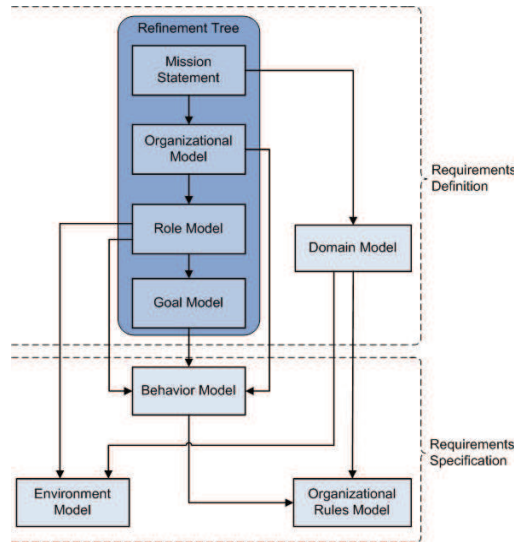 Refinement Tree
Mission
Statement
Organizational
Model
Requirements
Definition
Role Model
Domain Model
Goal Model
Behavior Model
Requirements
Specification
Environment
Model
Organizational
Rules Model